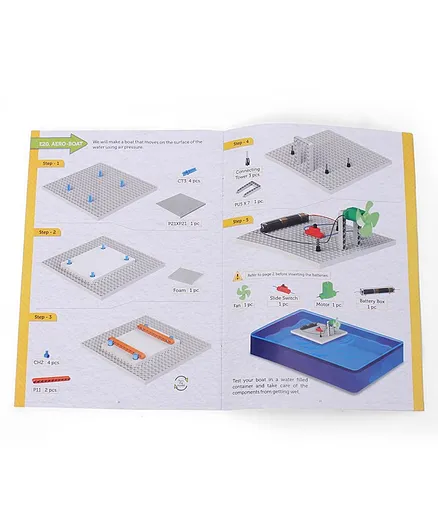 E20. AERO-BOAT
We will make a boat that moves on the surface of the
water using air pressure.
Step - 1
CT3 4 pcs
P21XP21 1 pc
Step - 2
Foam 1 pc
Step - 3
CH2 4 pcs
P11 2 pcs
Step - 4
Connecting
Tower 3 pcs
PU5 X 7 1 pc
Step - 5
Refer to page 2 before inserting the batteries.
Fan 1 pc
Slide Switch
1 pc
Motor 1 pc
Battery Box
1 pc
Test your boat in a water filled
container and take care of the
components from getting wet.